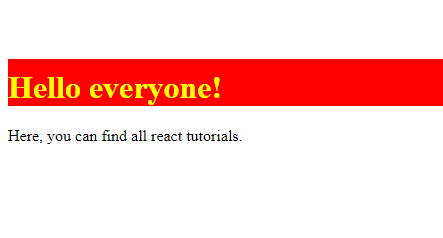 Hello everyone!
Here, you can find all react tutorials.